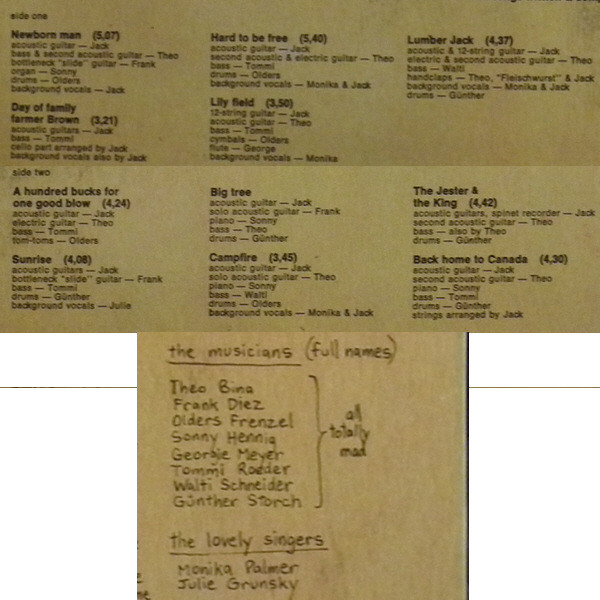 side one
Newborn man (5,07)
acoustic guitar — Jack
bass & second acoustic guitar — Theo
bottleneck "slide" guitar — Frank
organ — Sonny
drums — Olders
background vocals — Jack
Day of family
farmer Brown (3,21)
acoustic guitars — Jack
bass — Tommi
cello part arranged by Jack
background vocals also by Jack
Hard to be free (5,40)
acoustic guitar — Jack
second acoustic & electric guitar — Theo
bass — Tommi
drums — Olders
background vocals — Monika & Jack
Lily field (3,50)
12-string guitar — Jack
acoustic guitar — Theo
bass — Tommi
cymbals — Olders
flute — George
background vocals — Monika
Lumber Jack (4,37)
acoustic & 12-string guitar — Jack
electric & second acoustic guitar — Theo
bass — Walti
handclaps — Theo, "Fleischwurst" & Jack
background vocals — Monika & Jack
drums — Günther
side two
A hundred bucks for
one good blow (4,24)
acoustic guitar — Jack
electric guitar — Theo
bass — Tommi
tom-toms — Olders
Sunrise (4,08)
acoustic guitars — Jack
bottleneck "slide" guitar — Frank
bass — Tommi
drums — Günther
background vocals — Julie
Big tree
acoustic guitar — Jack
solo acoustic guitar — Frank
piano — Sonny
bass — Theo
drums — Günther
Campfire (3,45)
acoustic guitar — Jack
solo acoustic guitar — Theo
piano — Sonny
bass — Walti
drums — Olders
background vocals — Monika & Jack
The Jester &
the King (4,42)
acoustic guitars, spinet recorder — Jack
second acoustic guitar — Theo
bass — also by Theo
drums — Günther
Back home to Canada (4,30)
acoustic guitar — Jack
second acoustic guitar — Theo
piano — Sonny
bass — Tommi
drums — Günther
strings arranged by Jack
the musicians (full names)
Theo Bina
Frank Diez
Olders Frenzel
Sonny Hennig
Georgie Meyer
Tommi Roeder
Walti Schneider
Günther Storch
all
totally
mad
the lovely singers
Monika Palmer
Julie Grunsky